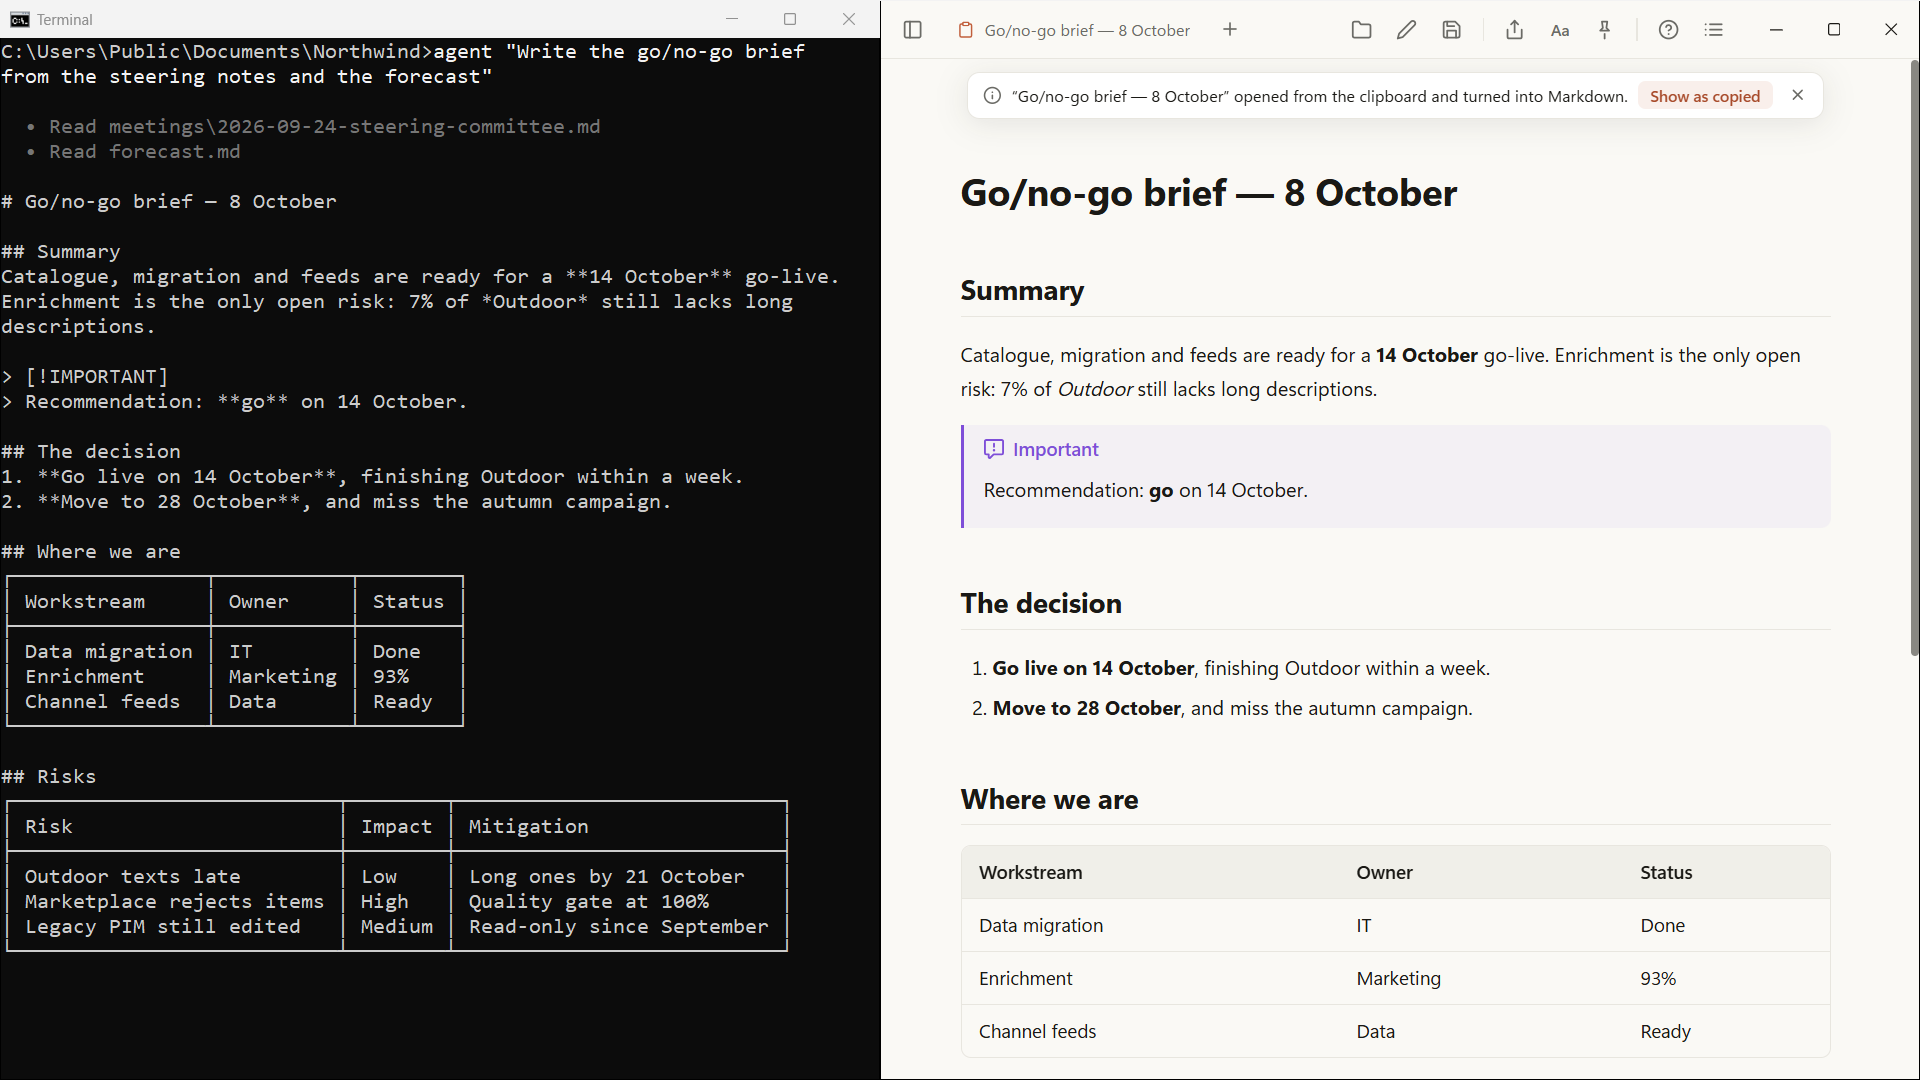 Terminal
C:\Users\Public\Documents\Northwind>agent "Write the go/no-go brief
from the steering notes and the forecast"
• Read meetings\2026-09-24-steering-committee.md
• Read forecast.md
# Go/no-go brief — 8 October
## Summary
Catalogue, migration and feeds are ready for a **14 October** go-live.
Enrichment is the only open risk: 7% of *Outdoor* still lacks long
descriptions.
> [!IMPORTANT]
> Recommendation: **go** on 14 October.
## The decision
1. **Go live on 14 October**, finishing Outdoor within a week.
2. **Move to 28 October**, and miss the autumn campaign.
## Where we are
Workstream Owner Status
Data migration IT Done
Enrichment Marketing 93%
Channel feeds Data Ready
## Risks
Risk Impact Mitigation
Outdoor texts late Low Long ones by 21 October
Marketplace rejects items High Quality gate at 100%
Legacy PIM still edited Medium Read-only since September
Go/no-go brief — 8 October
Aa
“Go/no-go brief — 8 October” opened from the clipboard and turned into Markdown. Show as copied
Go/no-go brief — 8 October
Summary
Catalogue, migration and feeds are ready for a 14 October go-live. Enrichment is the only open
risk: 7% of Outdoor still lacks long descriptions.
Important
Recommendation: go on 14 October.
The decision
1. Go live on 14 October, finishing Outdoor within a week.
2. Move to 28 October, and miss the autumn campaign.
Where we are
Workstream Owner Status
Data migration IT Done
Enrichment Marketing 93%
Channel feeds Data Ready